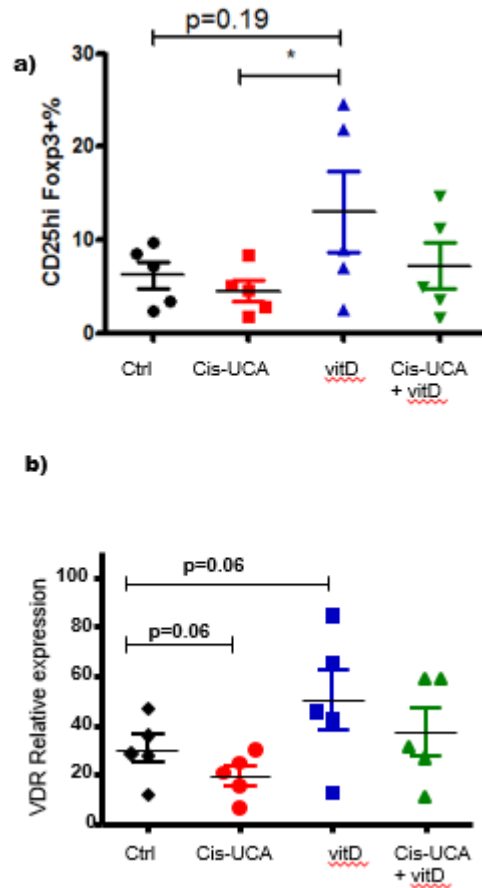 p=0.19
a)
*
30
20
10
0
CD25hi Foxp3+%
Ctrl Cis-UCA vitD Cis-UCA
+ vitD
b)
p=0.06
p=0.06
100
80
60
40
20
0
VDR Relative expression
Ctrl Cis-UCA vitD Cis-UCA
+ vitD